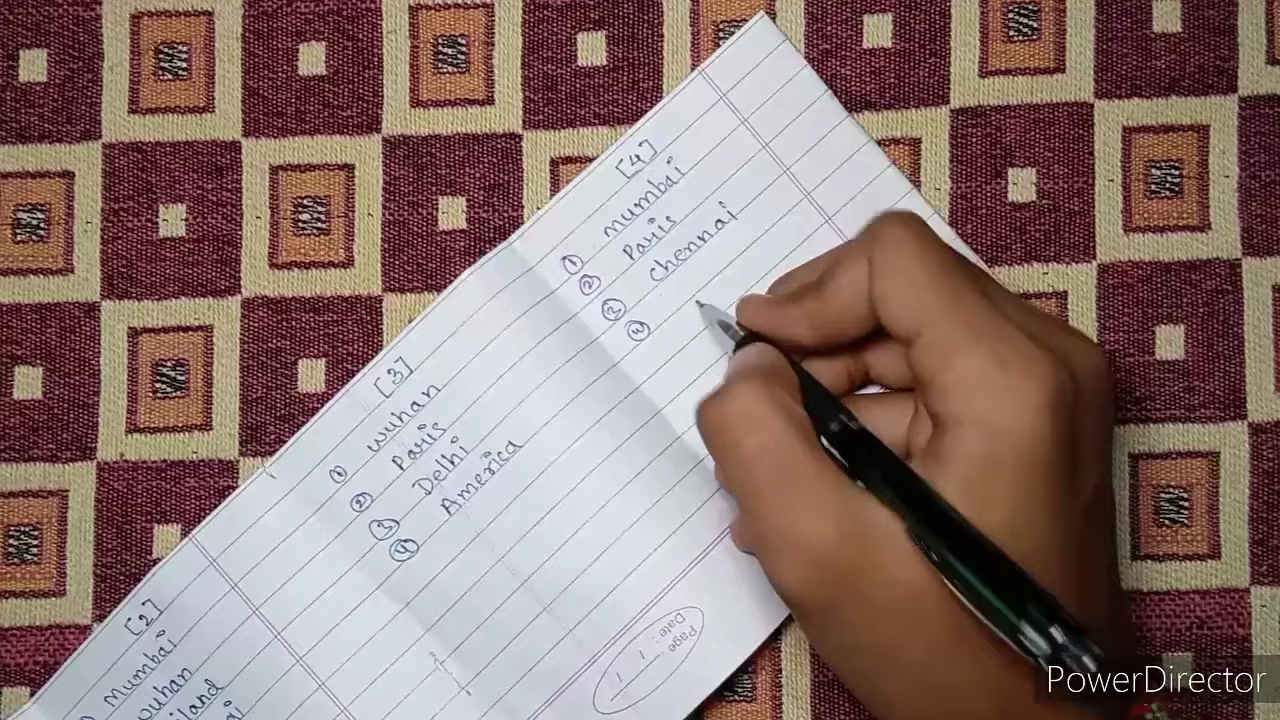 [4]
① mumbai
② Paris
③ chennai
④
[3]
① wuhan
② Paris
③ Delhi
④ America
[2]
mumbai
wuhan
Page :
Date :
PowerDirector